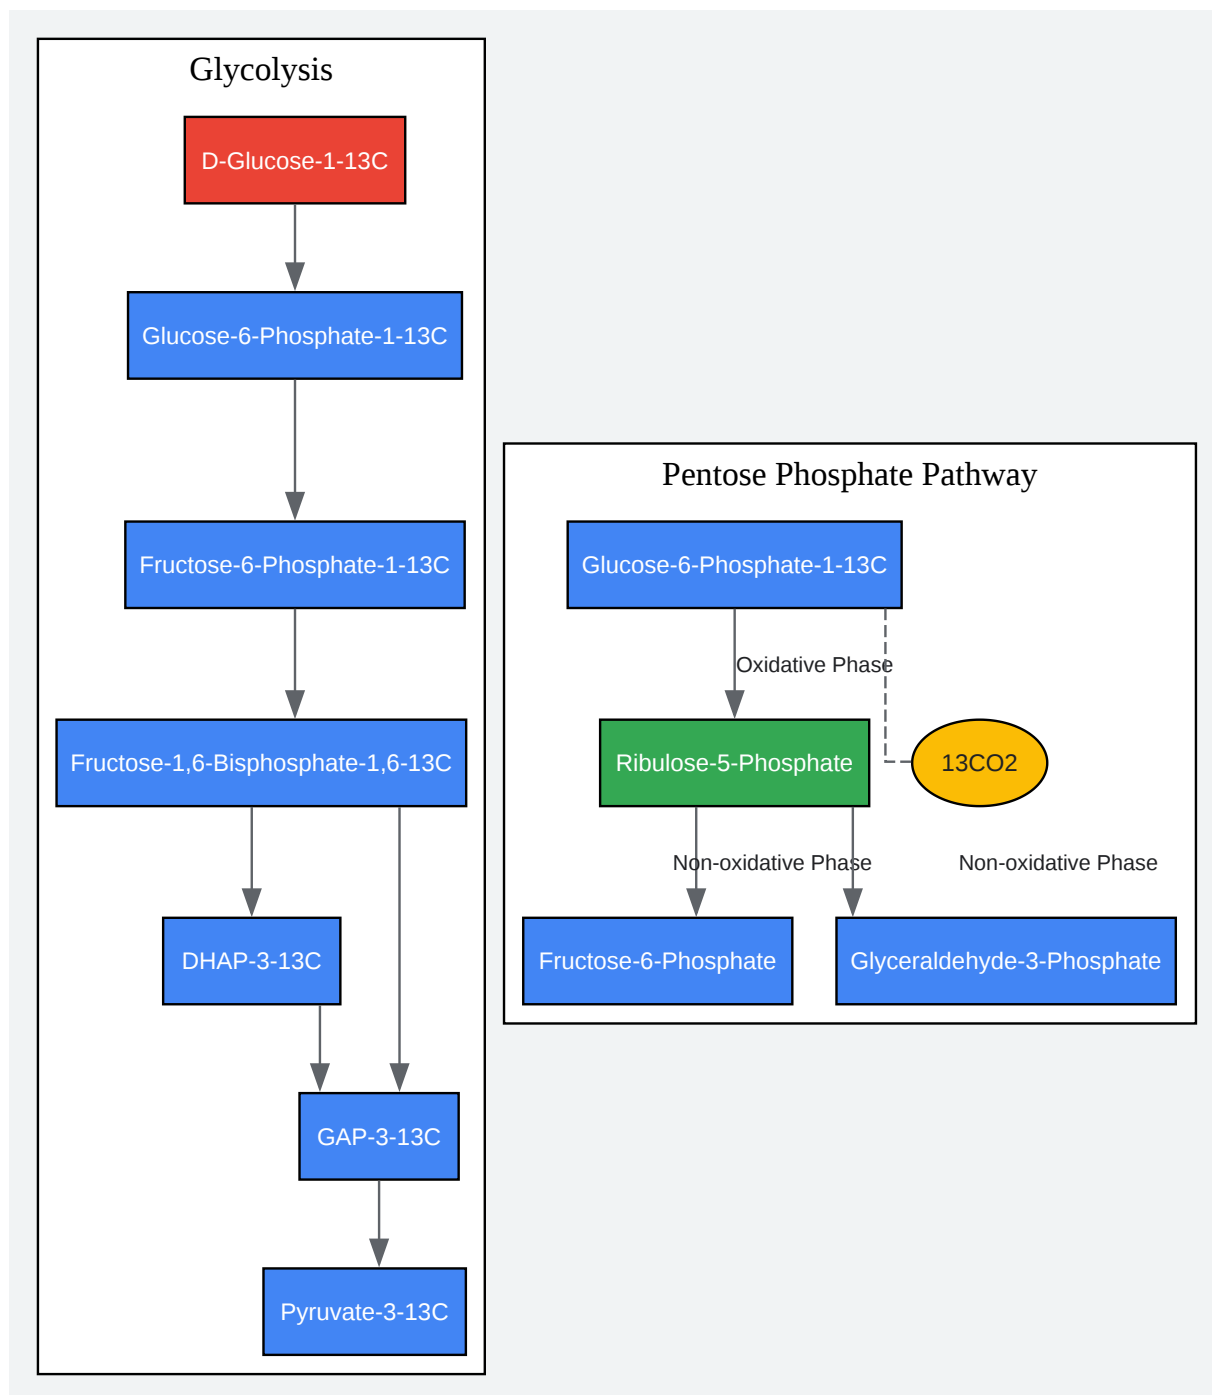 Glycolysis
D-Glucose-1-13C
Glucose-6-Phosphate-1-13C
Fructose-6-Phosphate-1-13C
Fructose-1,6-Bisphosphate-1,6-13C
DHAP-3-13C
GAP-3-13C
Pyruvate-3-13C
Pentose Phosphate Pathway
Glucose-6-Phosphate-1-13C
Oxidative Phase
Ribulose-5-Phosphate
13CO2
Non-oxidative Phase
Non-oxidative Phase
Fructose-6-Phosphate
Glyceraldehyde-3-Phosphate